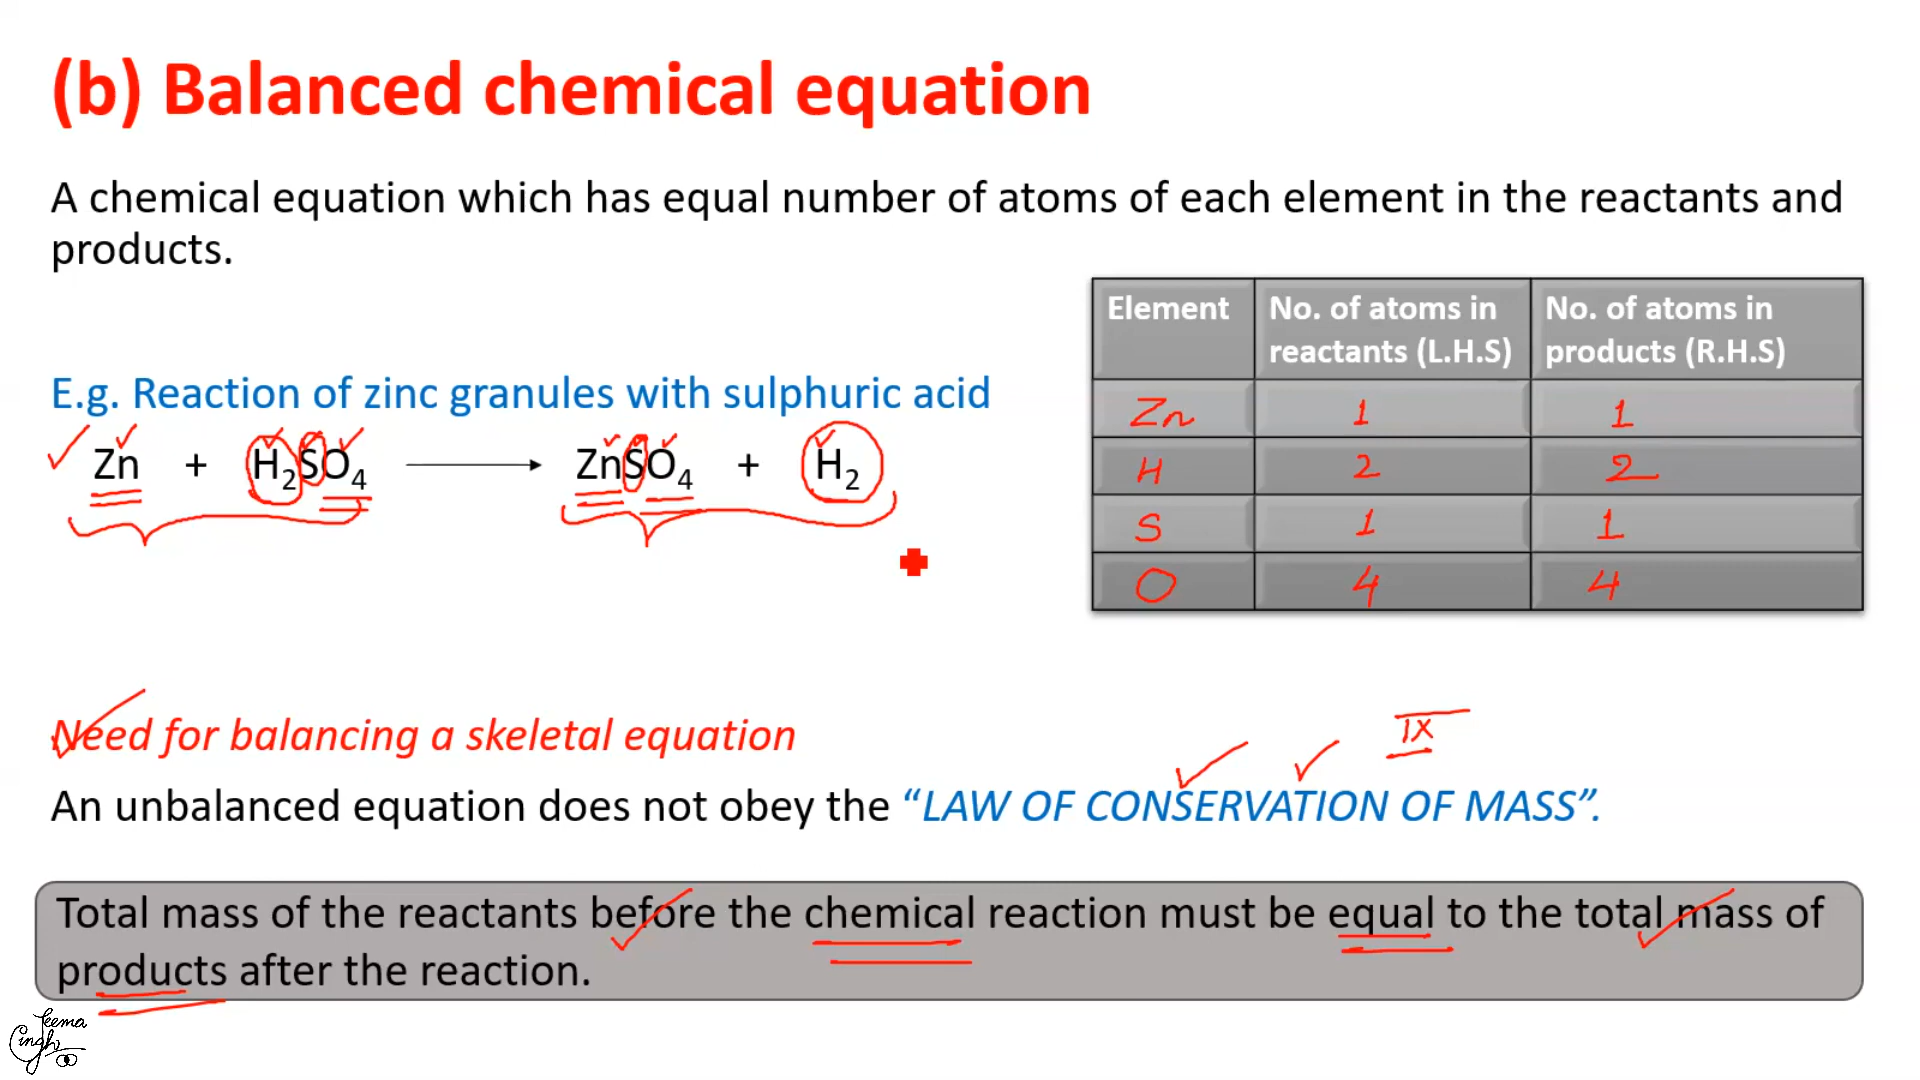 (b) Balanced chemical equation
A chemical equation which has equal number of atoms of each element in the reactants and
products.
E.g. Reaction of zinc granules with sulphuric acid
Zn + H₂SO₄ ⟶ ZnSO₄ + H₂
Element No. of atoms in reactants (L.H.S) No. of atoms in products (R.H.S)
Zn 1 1
H 2 2
S 1 1
O 4 4
Need for balancing a skeletal equation
IX
An unbalanced equation does not obey the “LAW OF CONSERVATION OF MASS”.
Total mass of the reactants before the chemical reaction must be equal to the total mass of
products after the reaction.
Seema
Singh